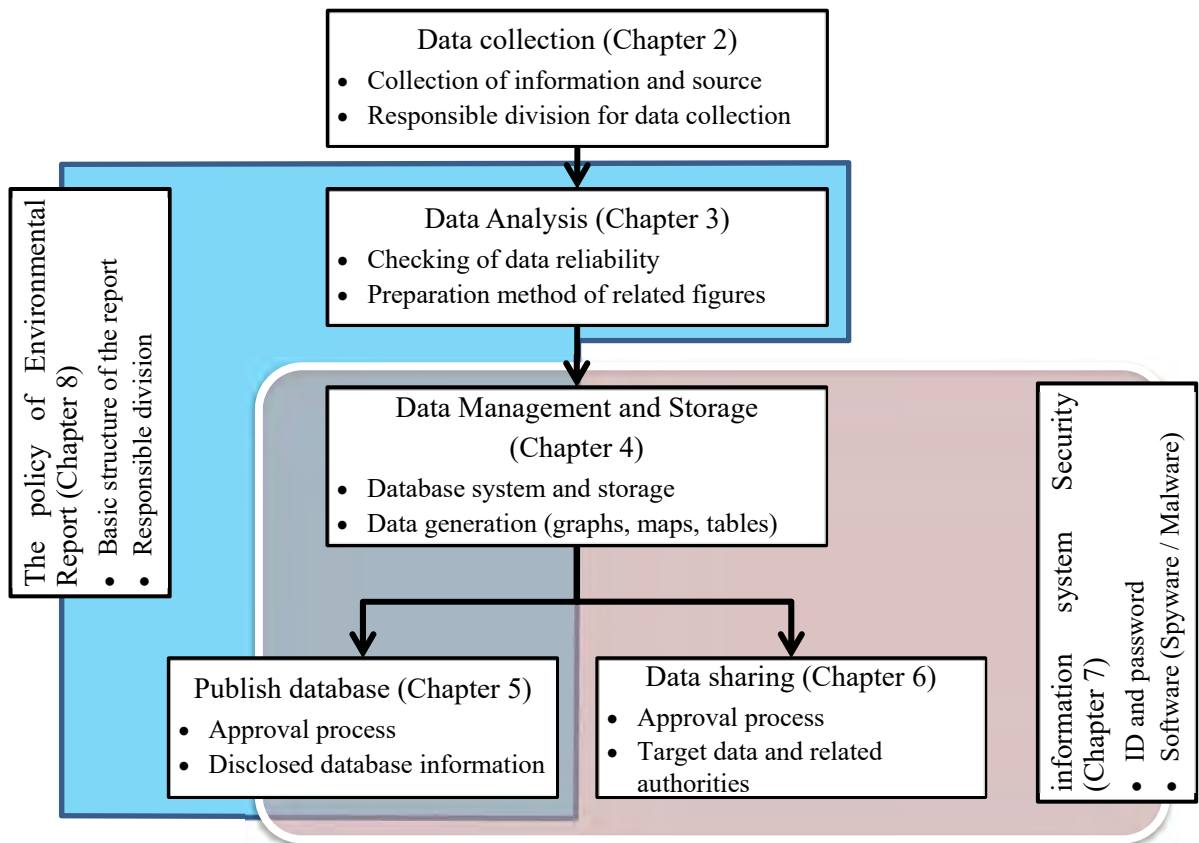 Data collection (Chapter 2)
• Collection of information and source
• Responsible division for data collection
The policy of Environmental
Report (Chapter 8)
• Basic structure of the report
• Responsible division
Data Analysis (Chapter 3)
• Checking of data reliability
• Preparation method of related figures
Data Management and Storage
(Chapter 4)
• Database system and storage
• Data generation (graphs, maps, tables)
information system Security
(Chapter 7)
• ID and password
• Software (Spyware / Malware)
Publish database (Chapter 5)
• Approval process
• Disclosed database information
Data sharing (Chapter 6)
• Approval process
• Target data and related
authorities